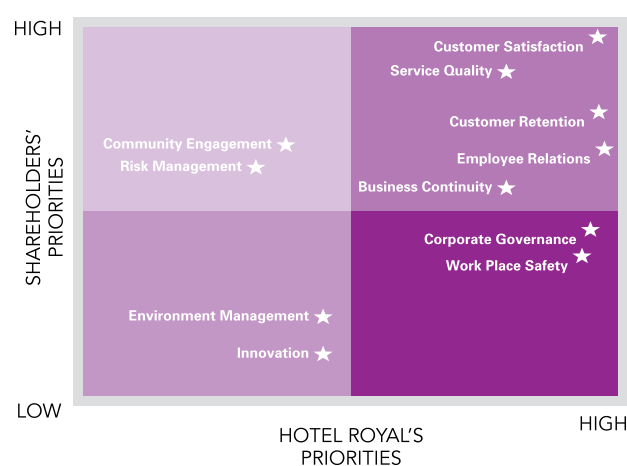 HIGH
Customer Satisfaction
Service Quality
Customer Retention
Community Engagement
Employee Relations
Risk Management
Business Continuity
SHAREHOLDERS'
PRIORITIES
Corporate Governance
Work Place Safety
Environment Management
Innovation
LOW
HIGH
HOTEL ROYAL'S
PRIORITIES